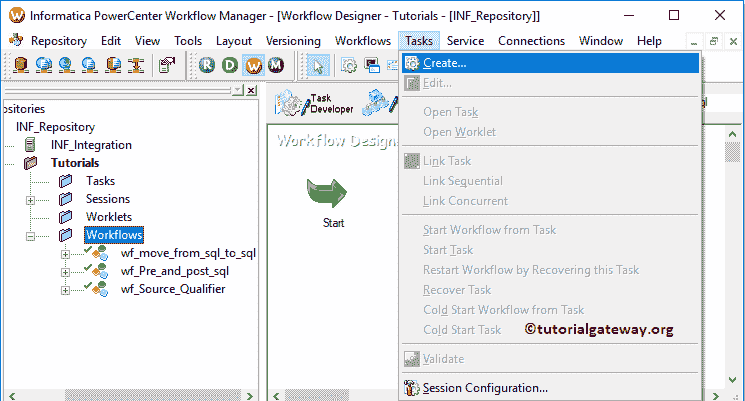 Informatica PowerCenter Workflow Manager - [Workflow Designer - Tutorials - [INF_Repository]]
Repository Edit View Tools Layout Versioning Workflows Tasks Service Connections Window Help
R D W M
Create...
Edit...
Open Task
Open Worklet
Link Task
Link Sequential
Link Concurrent
Start Workflow from Task
Start Task
Restart Workflow by Recovering this Task
Recover Task
Cold Start Workflow from Task
Cold Start Task
©tutorialgateway.org
Validate
Session Configuration...
INF_Repository
INF_Integration
Tutorials
Tasks
Sessions
Worklets
Workflows
wf_move_from_sql_to_sql
wf_Pre_and_post_sql
wf_Source_Qualifier
Task
Developer
Start